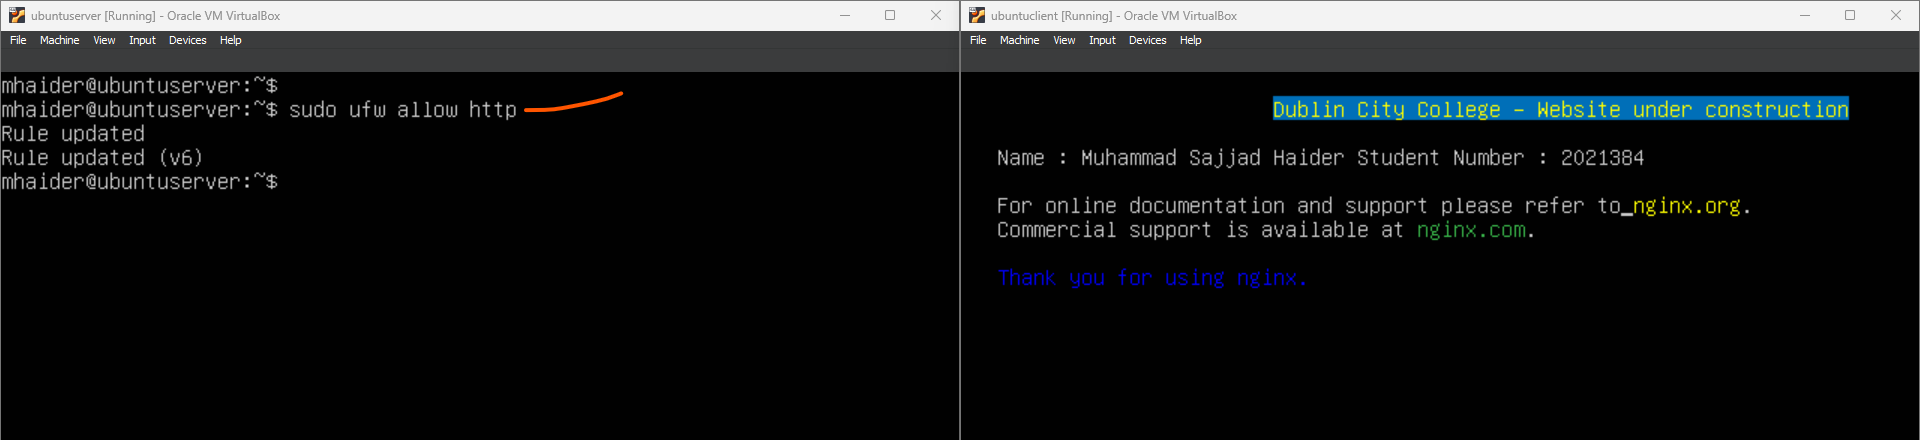 ubuntuserver [Running] - Oracle VM VirtualBox
File Machine View Input Devices Help
mhaider@ubuntuserver:~$
mhaider@ubuntuserver:~$ sudo ufw allow http
Rule updated
Rule updated (v6)
mhaider@ubuntuserver:~$
ubuntuclient [Running] - Oracle VM VirtualBox
File Machine View Input Devices Help
Dublin City College - Website under construction
Name : Muhammad Sajjad Haider Student Number : 2021384
For online documentation and support please refer to_nginx.org.
Commercial support is available at nginx.com.
Thank you for using nginx.